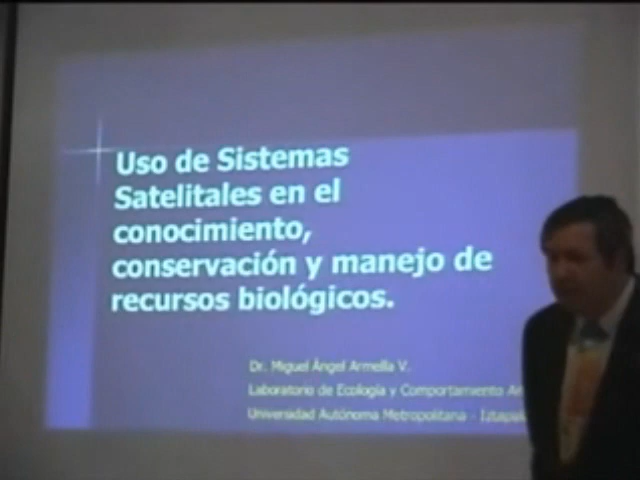 Uso de Sistemas
Satelitales en el
conocimiento,
conservación y manejo de
recursos biológicos.
Dr. Miguel Ángel Armella V.
Laboratorio de Ecología y Comportamiento
Universidad Autónoma Metropolitana -